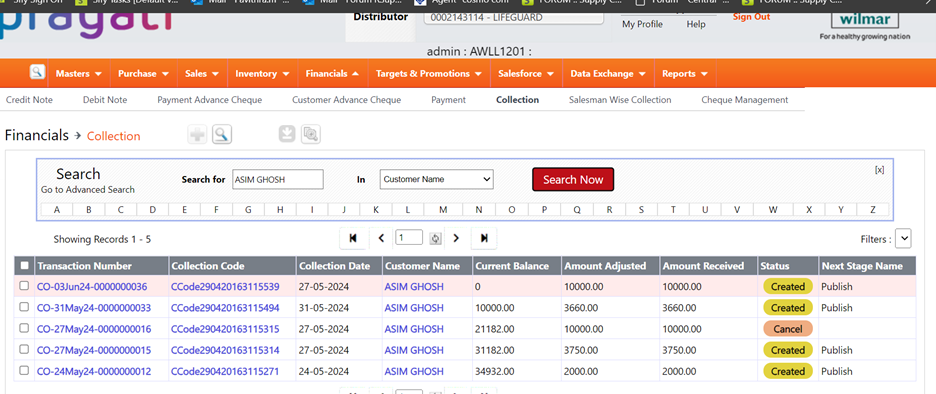 pragati
Distributor 0002143114 - LIFEGUARD
My Profile Help Sign Out
wilmar
For a healthy growing nation
admin : AWLL1201 :
Masters Purchase Sales Inventory Financials Targets & Promotions Salesforce Data Exchange Reports
Credit Note Debit Note Payment Advance Cheque Customer Advance Cheque Payment Collection Salesman Wise Collection Cheque Management
Financials Collection
Search
Go to Advanced Search
Search for ASIM GHOSH In Customer Name Search Now [x]
A B C D E F G H I J K L M N O P Q R S T U V W X Y Z
Showing Records 1 - 5 1 Filters :
Transaction Number Collection Code Collection Date Customer Name Current Balance Amount Adjusted Amount Received Status Next Stage Name
CO-03Jun24-0000000036 CCode290420163115539 27-05-2024 ASIM GHOSH 0 10000.00 10000.00 Created Publish
CO-31May24-0000000033 CCode290420163115494 31-05-2024 ASIM GHOSH 10000.00 3660.00 3660.00 Created Publish
CO-27May24-0000000016 CCode290420163115315 27-05-2024 ASIM GHOSH 21182.00 10000.00 10000.00 Cancel
CO-27May24-0000000015 CCode290420163115314 27-05-2024 ASIM GHOSH 31182.00 3750.00 3750.00 Created Publish
CO-24May24-0000000012 CCode290420163115271 24-05-2024 ASIM GHOSH 34932.00 2000.00 2000.00 Created Publish